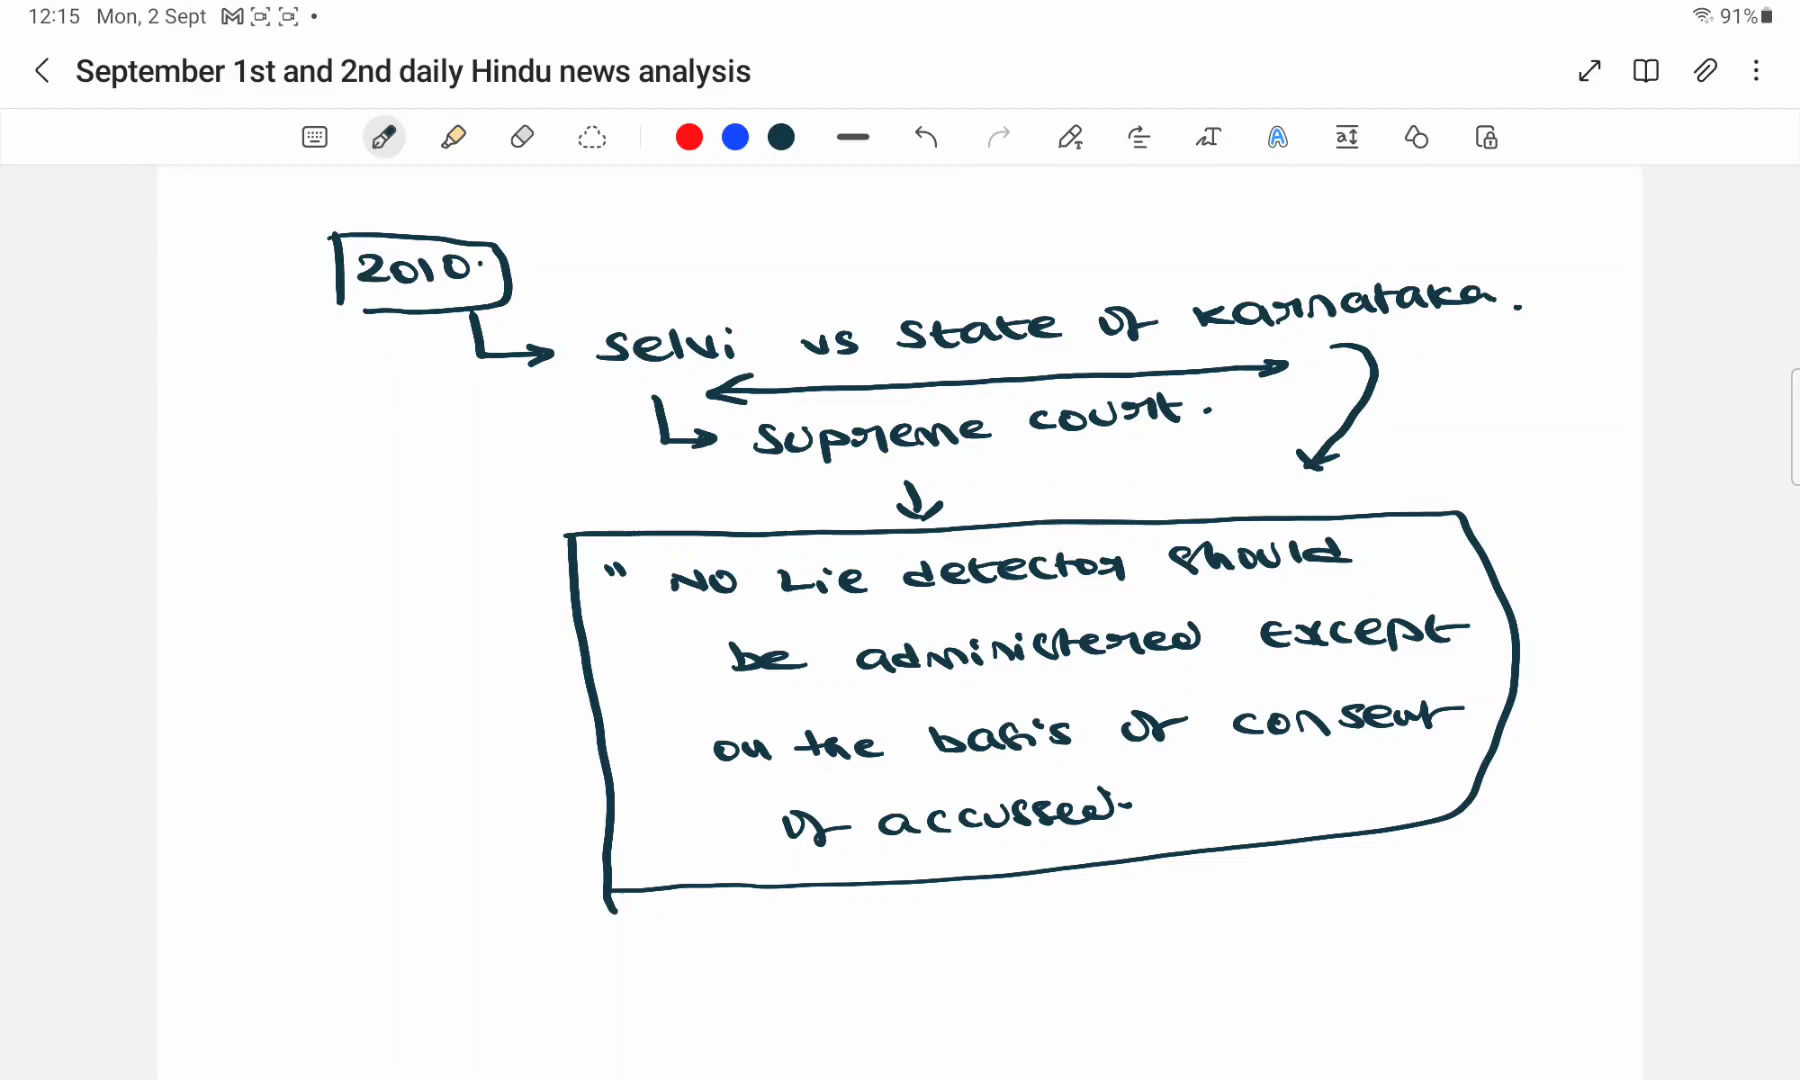 12:15 Mon, 2 Sept 91%
September 1st and 2nd daily Hindu news analysis
2010.
selvi vs state of karnataka.
supreme court.
" NO Lie detector should
be administered except
on the basis of consent
of accussed.